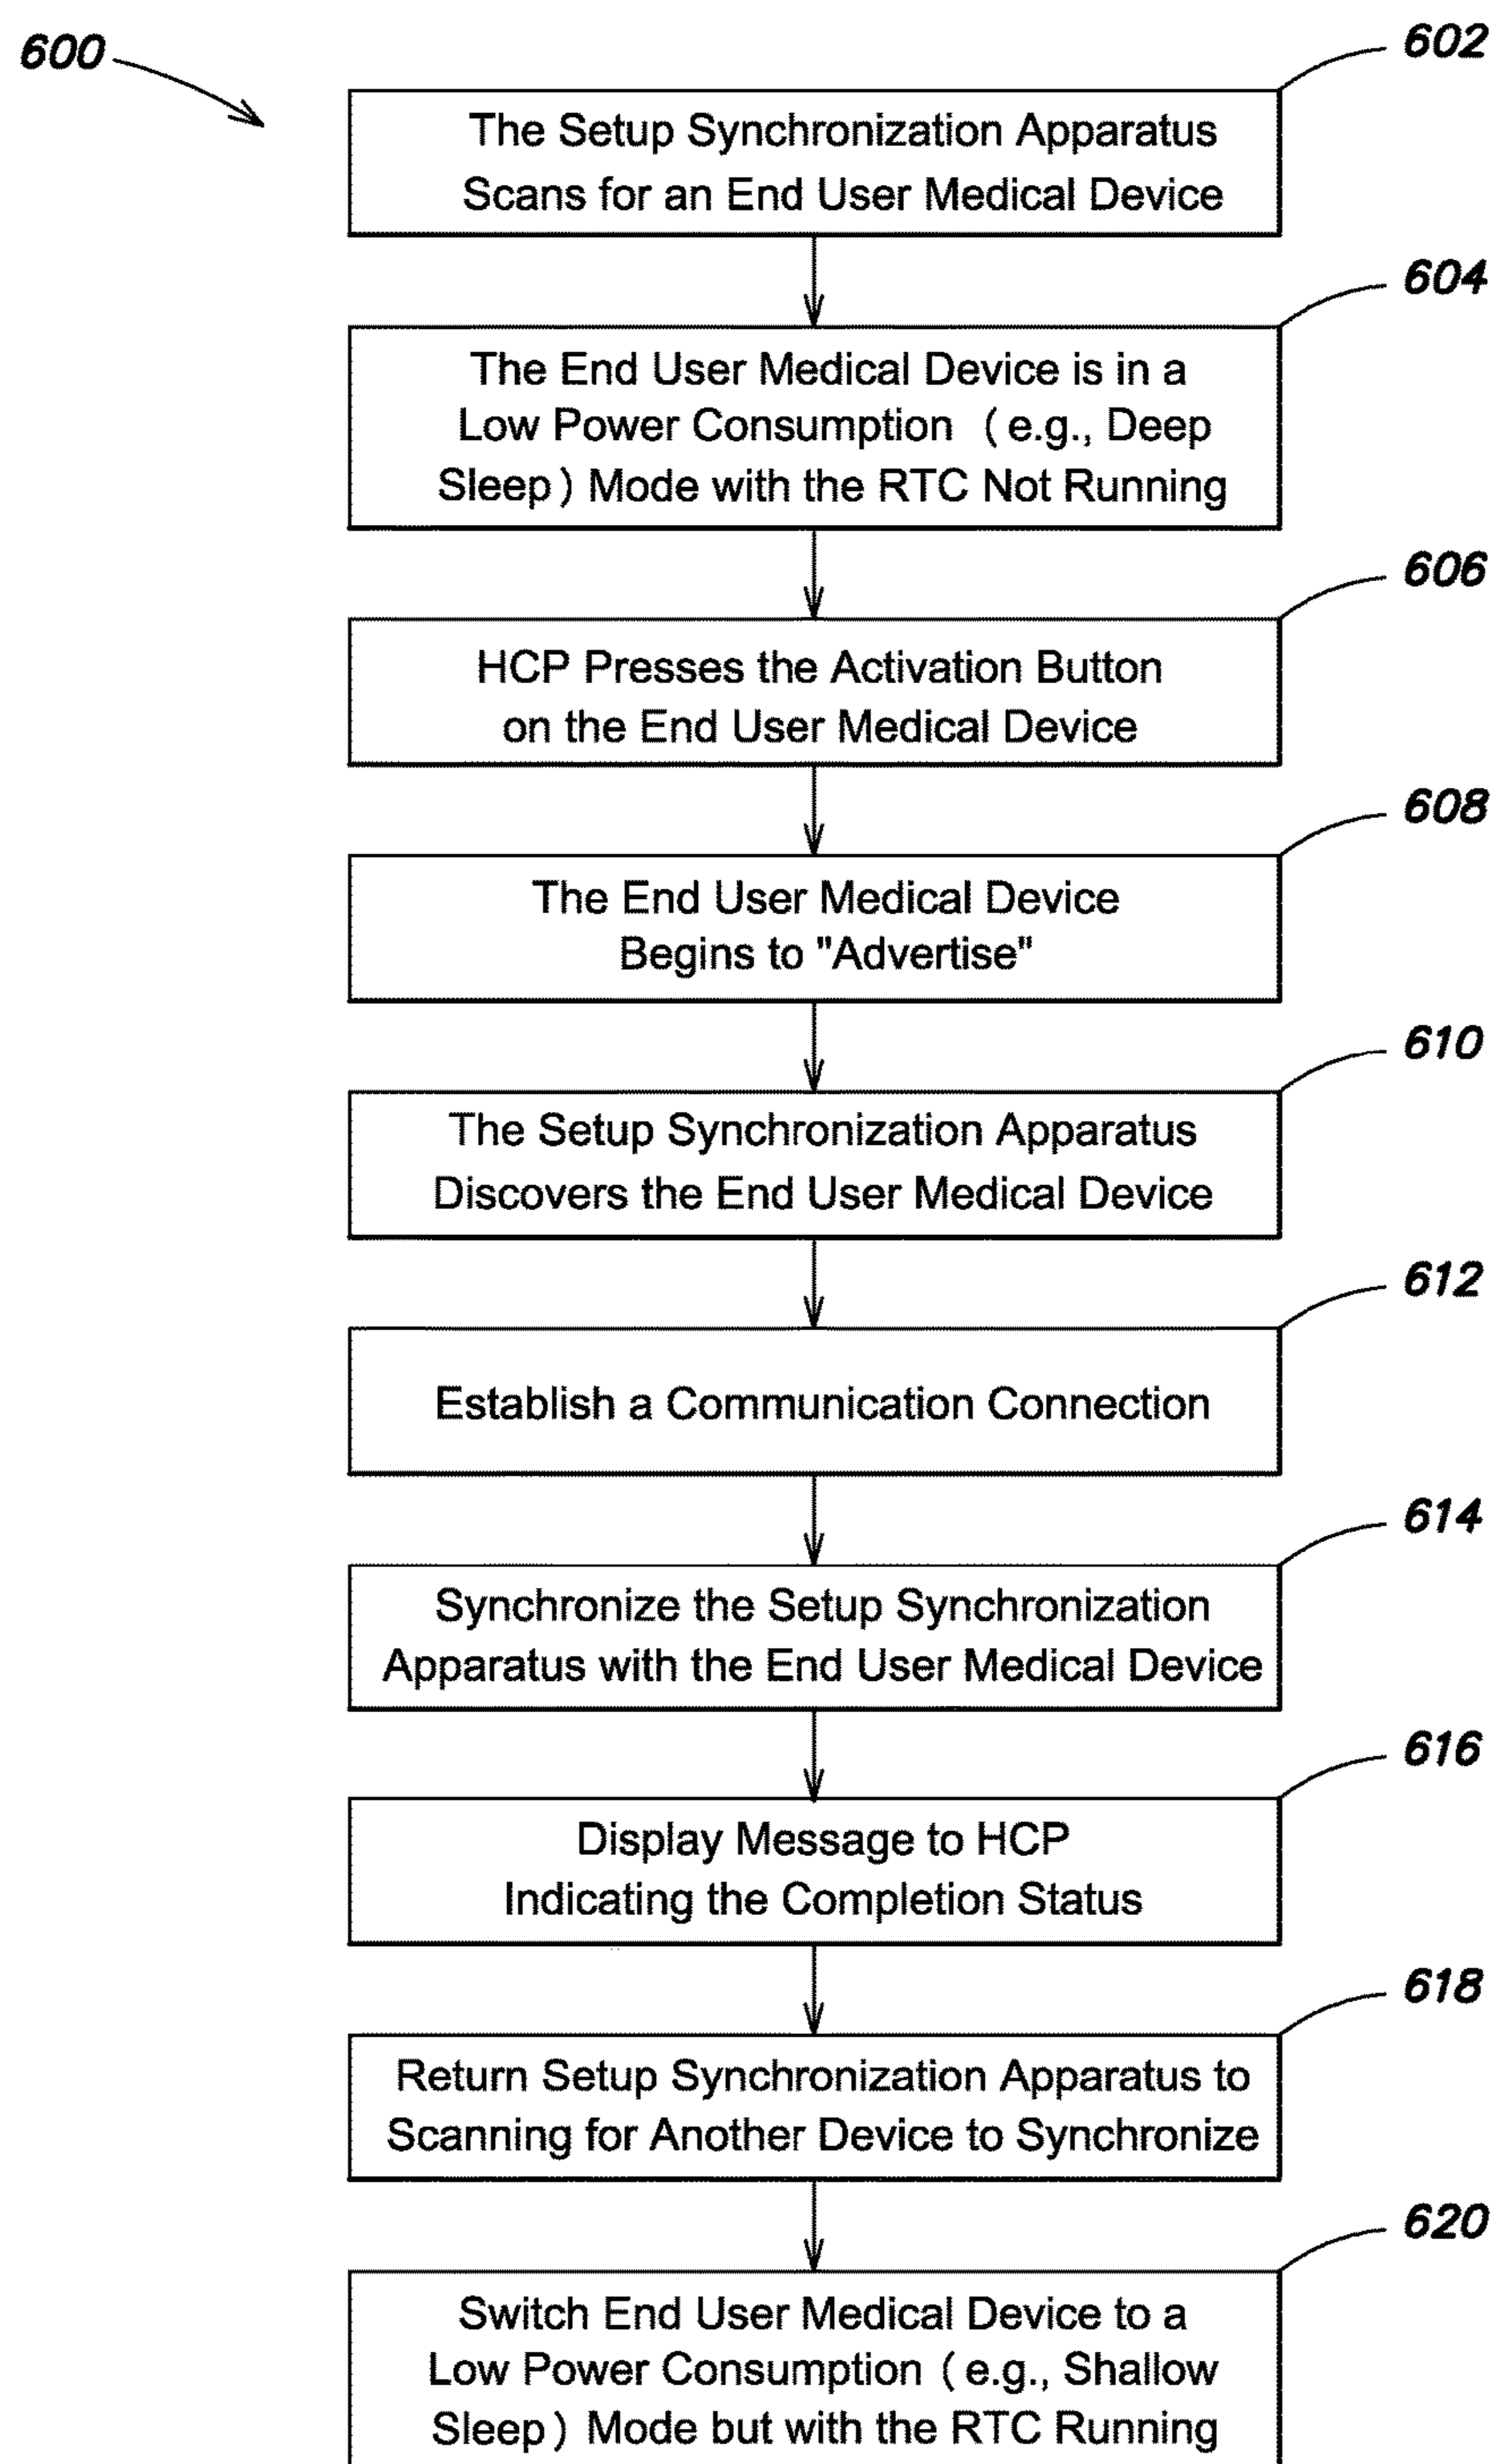 600
602
The Setup Synchronization Apparatus
Scans for an End User Medical Device
604
The End User Medical Device is in a
Low Power Consumption (e.g., Deep
Sleep) Mode with the RTC Not Running
606
HCP Presses the Activation Button
on the End User Medical Device
608
The End User Medical Device
Begins to "Advertise"
610
The Setup Synchronization Apparatus
Discovers the End User Medical Device
612
Establish a Communication Connection
614
Synchronize the Setup Synchronization
Apparatus with the End User Medical Device
616
Display Message to HCP
Indicating the Completion Status
618
Return Setup Synchronization Apparatus to
Scanning for Another Device to Synchronize
620
Switch End User Medical Device to a
Low Power Consumption (e.g., Shallow
Sleep) Mode but with the RTC Running